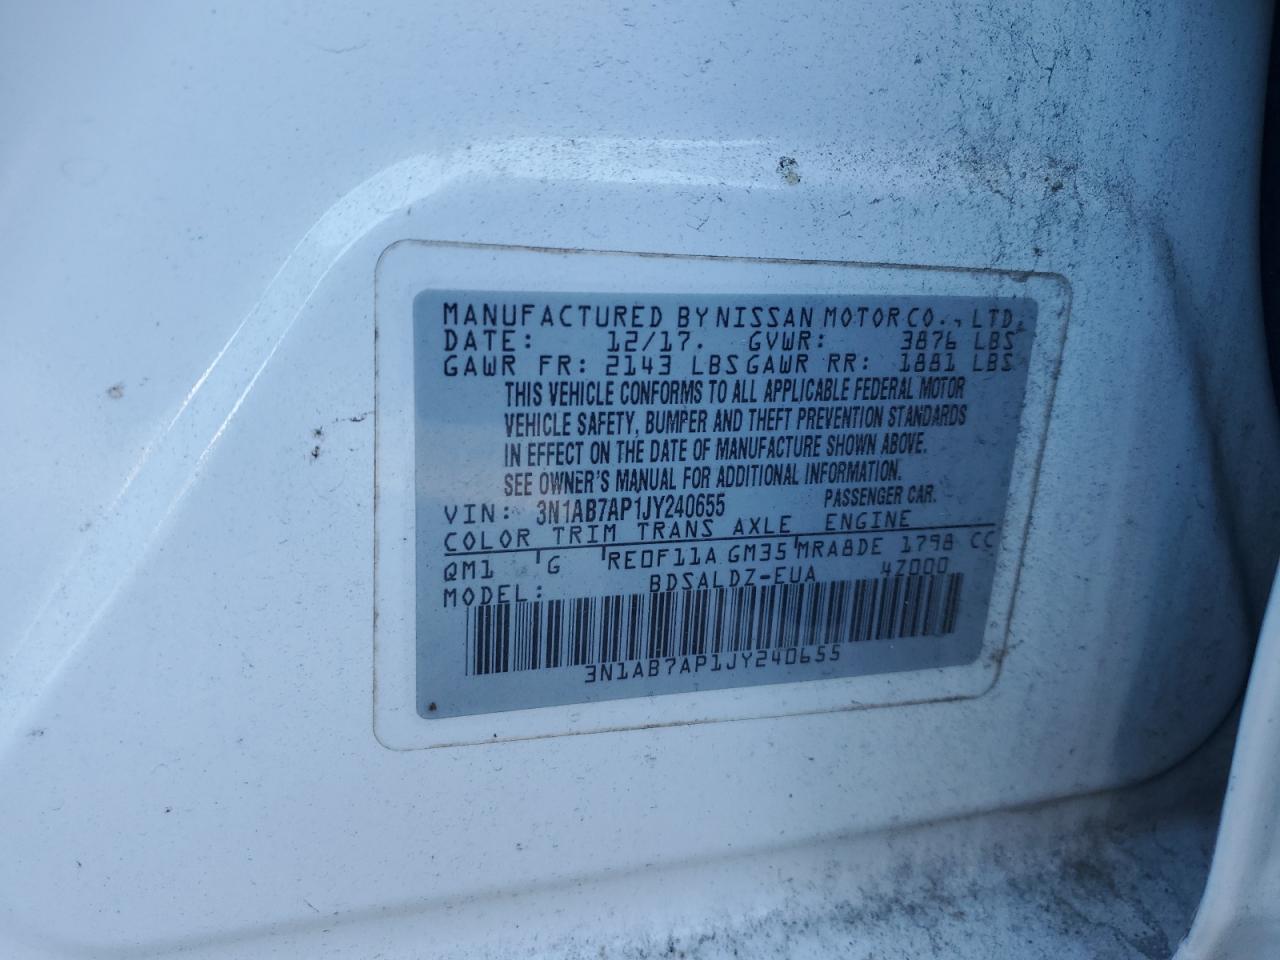 MANUFACTURED BY NISSAN MOTOR CO., LTD.
DATE: 12/17. GVWR: 3876 LBS
GAWR FR: 2143 LBS GAWR RR: 1881 LBS
THIS VEHICLE CONFORMS TO ALL APPLICABLE FEDERAL MOTOR
VEHICLE SAFETY, BUMPER AND THEFT PREVENTION STANDARDS
IN EFFECT ON THE DATE OF MANUFACTURE SHOWN ABOVE.
SEE OWNER'S MANUAL FOR ADDITIONAL INFORMATION.
VIN: 3N1AB7AP1JY240655 PASSENGER CAR.
COLOR TRIM TRANS AXLE ENGINE
QM1 G RE0F11A GM35 MRA8DE 1798 CC
MODEL: BDSALDZ-EUA 4Z000
3N1AB7AP1JY240655